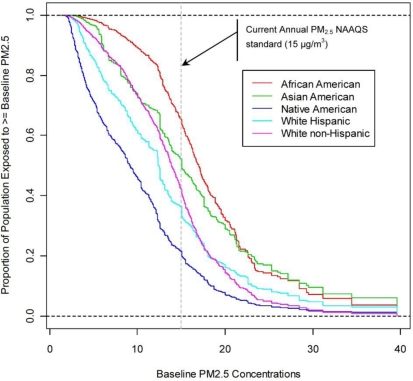 Current Annual PM2.5 NAAQS
standard (15 µg/m³)
African American
Asian American
Native American
White Hispanic
White non-Hispanic
Proportion of Population Exposed to >= Baseline PM2.5
1.0
0.8
0.6
0.4
0.2
0.0
0 10 20 30 40
Baseline PM2.5 Concentrations